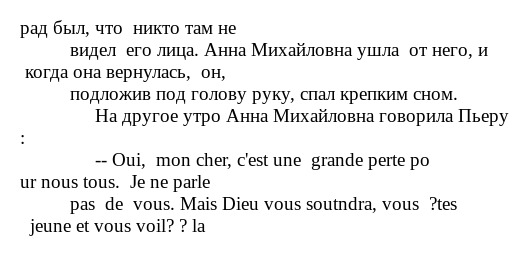 рад был, что  никто там не
видел  его лица. Анна Михайловна ушла  от него, и
когда она вернулась,  он,
подложив под голову руку, спал крепким сном.
На другое утро Анна Михайловна говорила Пьеру
:
-- Oui,  mon cher, c'est une  grande perte po
ur nous tous.  Je ne parle
pas  de  vous. Mais Dieu vous soutndra, vous  ?tes
jeune et vous voil? ? la